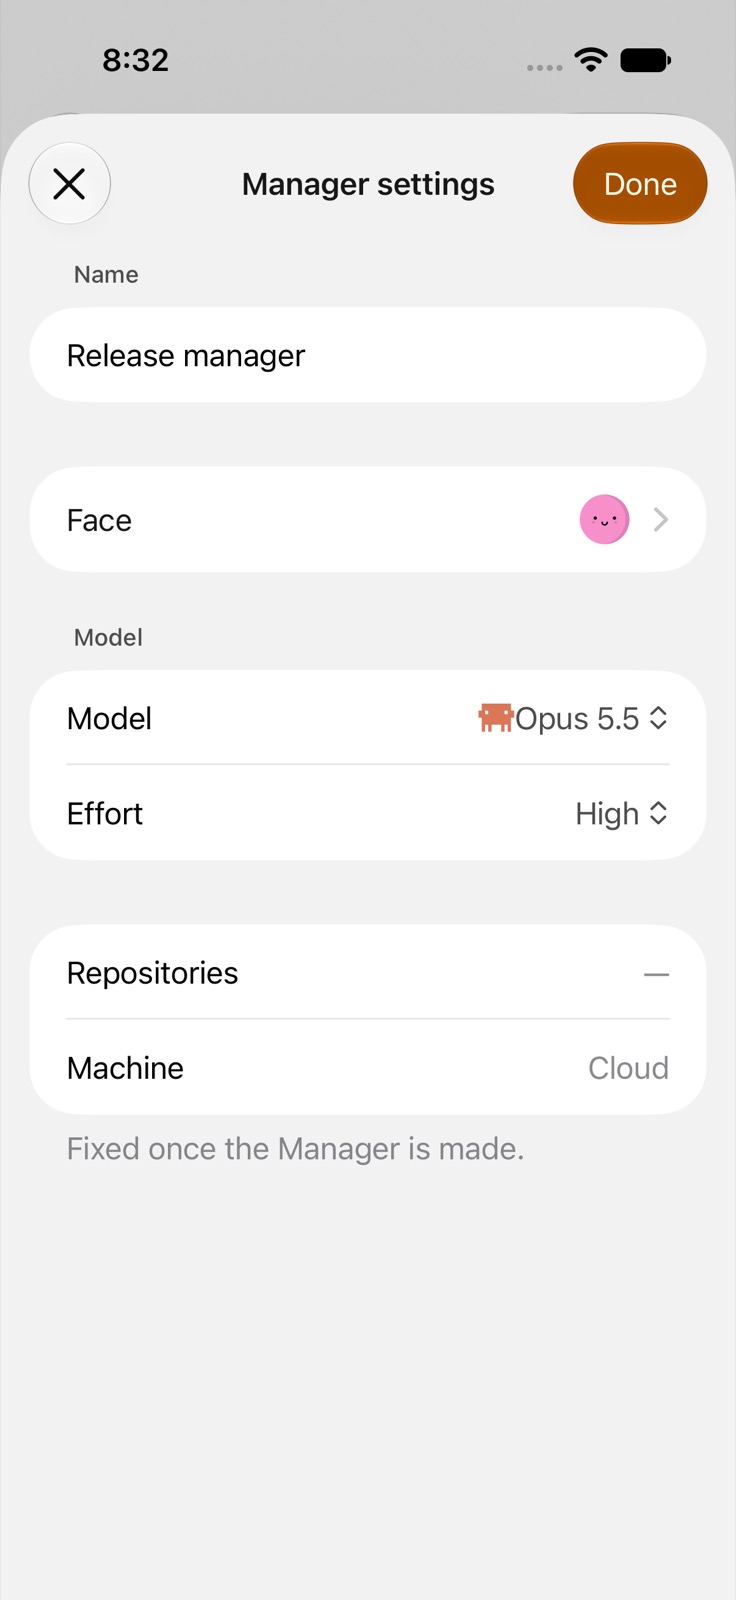 8:32
Manager settings
Done
Name
Release manager
Face
Model
Model
Opus 5.5
Effort
High
Repositories
—
Machine
Cloud
Fixed once the Manager is made.